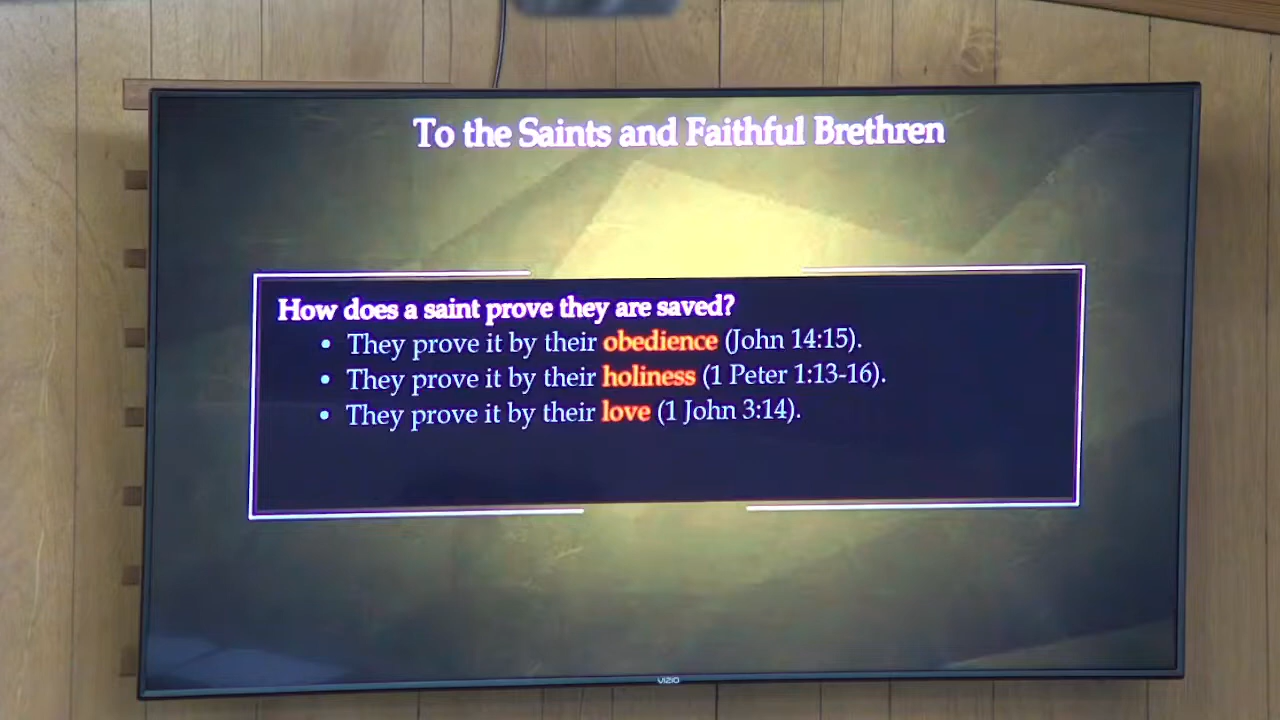 To the Saints and Faithful Brethren
How does a saint prove they are saved?
• They prove it by their obedience (John 14:15).
• They prove it by their holiness (1 Peter 1:13-16).
• They prove it by their love (1 John 3:14).
VIZIO